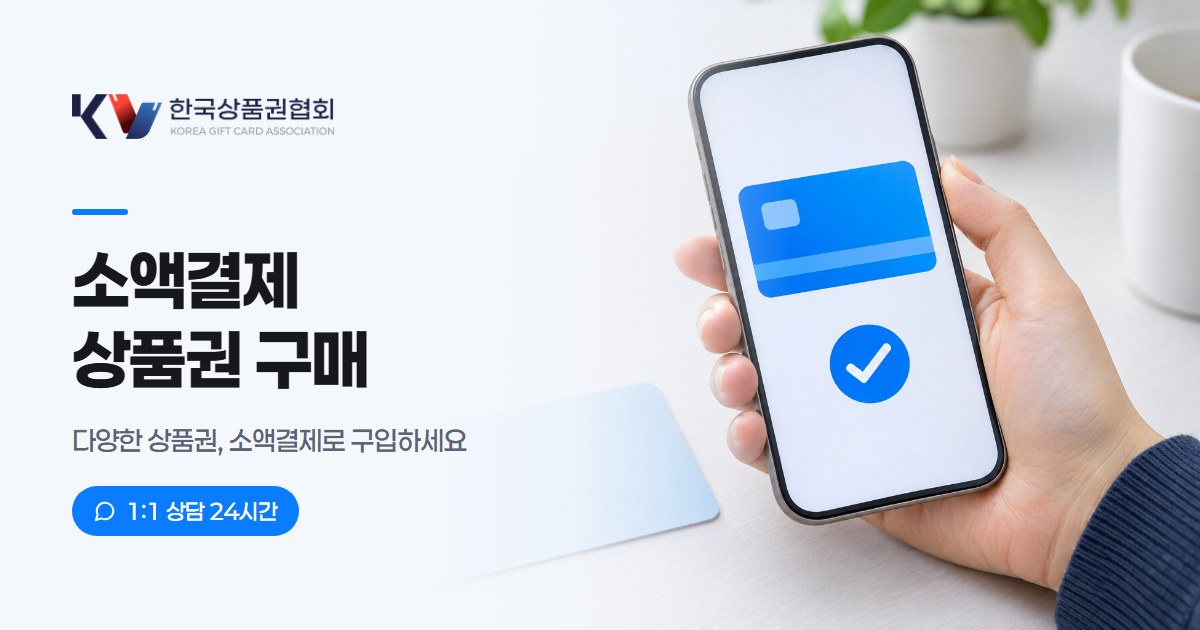 한국상품권협회
KOREA GIFT CARD ASSOCIATION
소액결제
상품권 구매
다양한 상품권, 소액결제로 구입하세요
1:1 상담 24시간